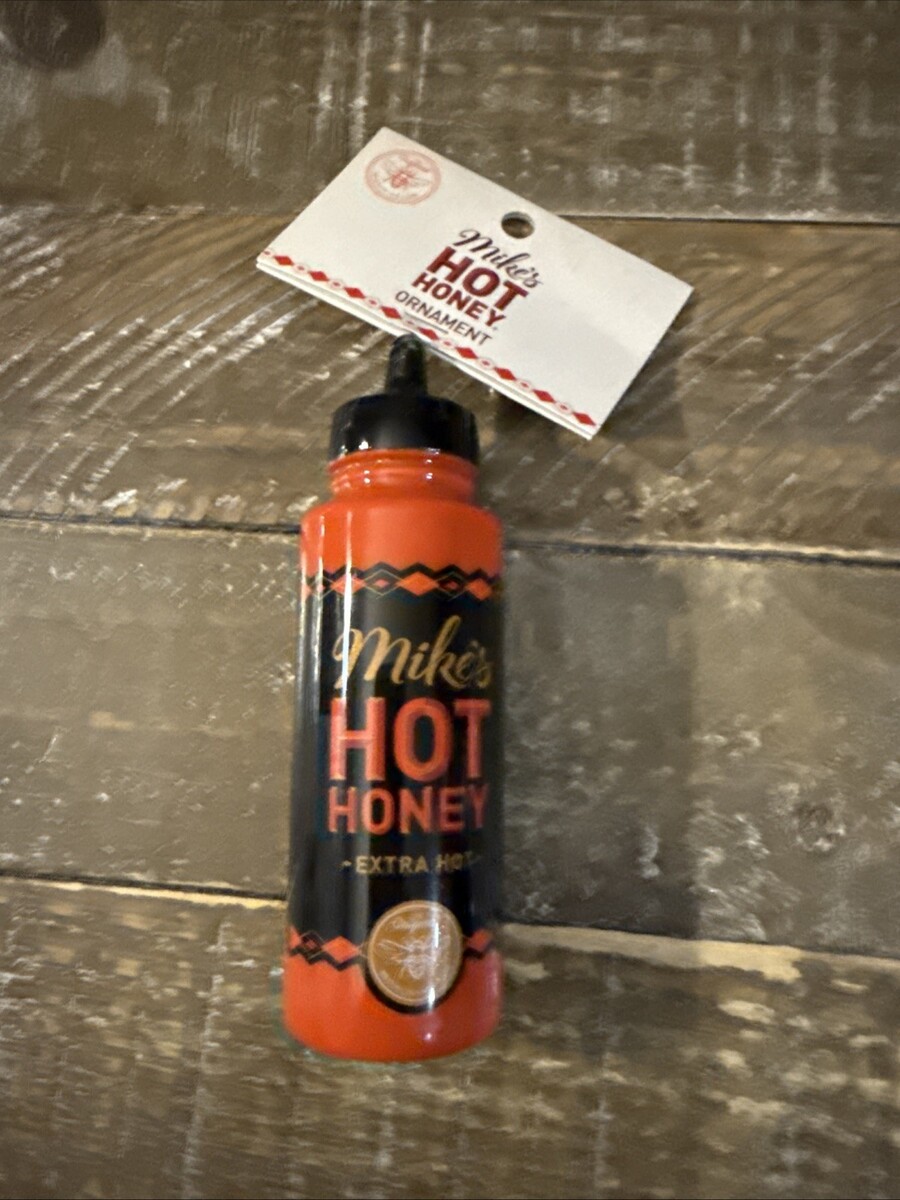 Mike's
HOT
HONEY
ORNAMENT
Mike's
HOT
HONEY
-EXTRA HOT-